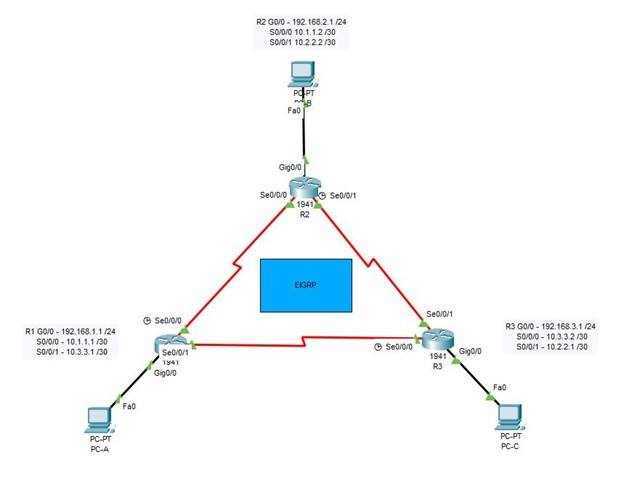 R2 G0/0 - 192.168.2.1 /24
S0/0/0 10.1.1.2 /30
S0/0/1 10.2.2.2 /30
PC-PT
Fa0
Gig0/0
Se0/0/0
Se0/0/1
1941
R2
EIGRP
Se0/0/0
Se0/0/1
R1 G0/0 - 192.168.1.1 /24
S0/0/0 - 10.1.1.1 /30
S0/0/1 - 10.3.3.1 /30
Se0/0/1
1941
Gig0/0
Se0/0/0
1941
R3
Gig0/0
R3 G0/0 - 192.168.3.1 /24
S0/0/0 - 10.3.3.2 /30
S0/0/1 - 10.2.2.1 /30
Fa0
PC-PT
PC-A
Fa0
PC-PT
PC-C